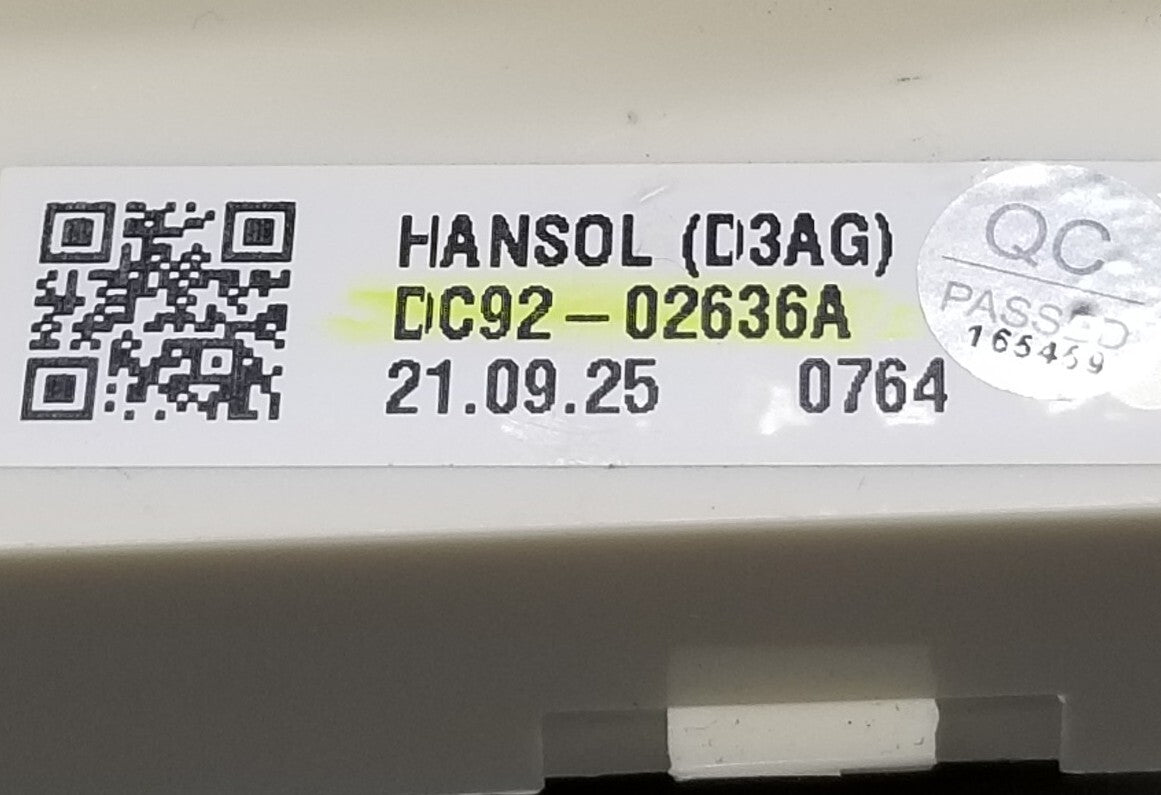 HANSOL (D3AG)
DC92-02636A
21.09.25 0764
QC
PASSED
165459